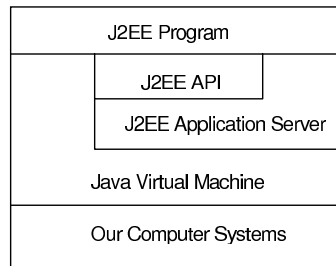 J2EE Program
J2EE API
J2EE Application Server
Java Virtual Machine
Our Computer Systems